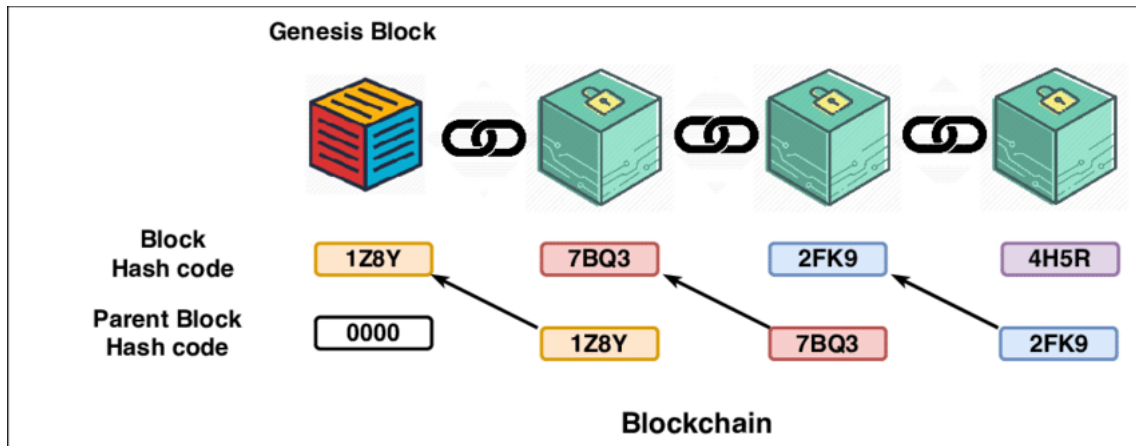 Genesis Block
Block
Hash code
1Z8Y
7BQ3
2FK9
4H5R
Parent Block
Hash code
0000
1Z8Y
7BQ3
2FK9
Blockchain